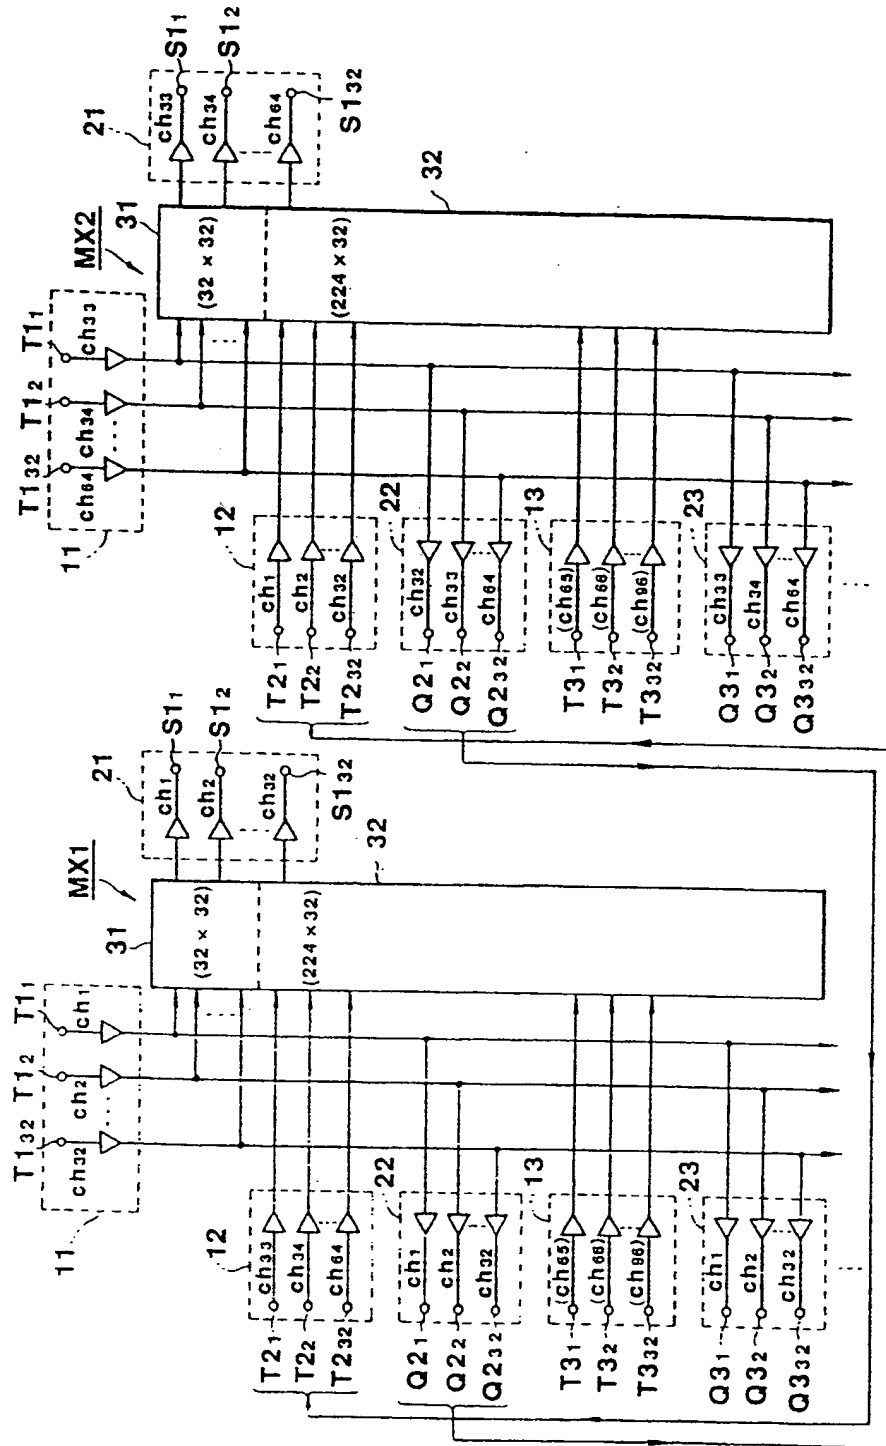 MX1
31
(32 × 32)
(224 × 32)
32
11
T1₁
ch₁
T1₂
ch₂
T1₃₂
ch₃₂
21
ch₁
S1₁
ch₂
S1₂
ch₃₂
S1₃₂
12
T2₁
ch₃₃
T2₂
ch₃₄
T2₃₂
ch₆₄
22
Q2₁
ch₁
Q2₂
ch₂
Q2₃₂
ch₃₂
13
T3₁
(ch₆₅)
T3₂
(ch₆₆)
T3₃₂
(ch₉₆)
23
Q3₁
ch₁
Q3₂
ch₂
Q3₃₂
ch₃₂
MX2
31
(32 × 32)
(224 × 32)
32
11
T1₁
ch₃₃
T1₂
ch₃₄
T1₃₂
ch₆₄
21
ch₃₃
S1₁
ch₃₄
S1₂
ch₆₄
S1₃₂
12
T2₁
ch₁
T2₂
ch₂
T2₃₂
ch₃₂
22
Q2₁
ch₃₂
Q2₂
ch₃₃
Q2₃₂
ch₆₄
13
T3₁
(ch₆₅)
T3₂
(ch₆₆)
T3₃₂
(ch₉₆)
23
Q3₁
ch₃₃
Q3₂
ch₃₄
Q3₃₂
ch₆₄